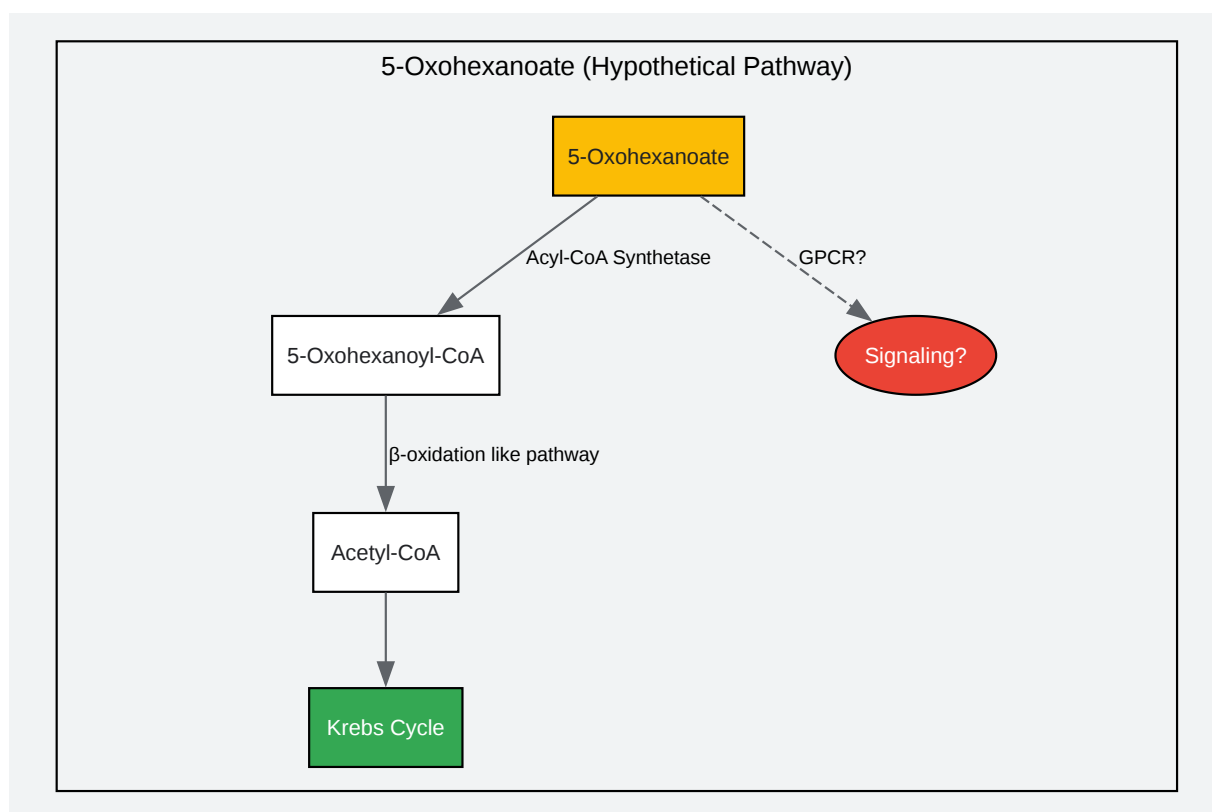 5-Oxohexanoate (Hypothetical Pathway)
5-Oxohexanoate
Acyl-CoA Synthetase
GPCR?
5-Oxohexanoyl-CoA
Signaling?
β-oxidation like pathway
Acetyl-CoA
Krebs Cycle